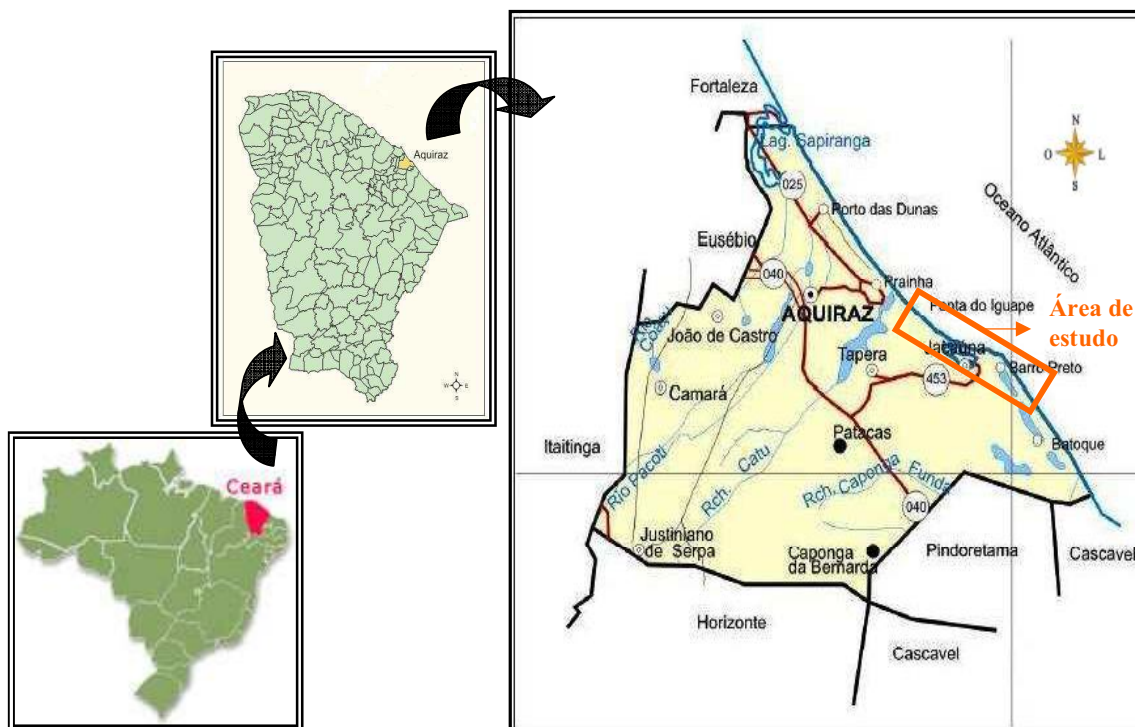 Ceará
Aquiraz
N
W
E
S
Fortaleza
Lag. Sapiranga
025
Porto das Dunas
N
O
L
S
Oceano Atlântico
Eusébio
040
Prainha
AQUIRAZ
Ponta do Iguape
Área de
estudo
João de Castro
Tapera
Jacaúna
Barro Preto
453
Camará
Itaitinga
Patacas
Batoque
Rio Pacoti
Rch. Catu
Rch. Caponga Funda
040
Justiniano
de Serpa
Caponga
da Bernarda
Pindoretama
Cascavel
Horizonte
Cascavel